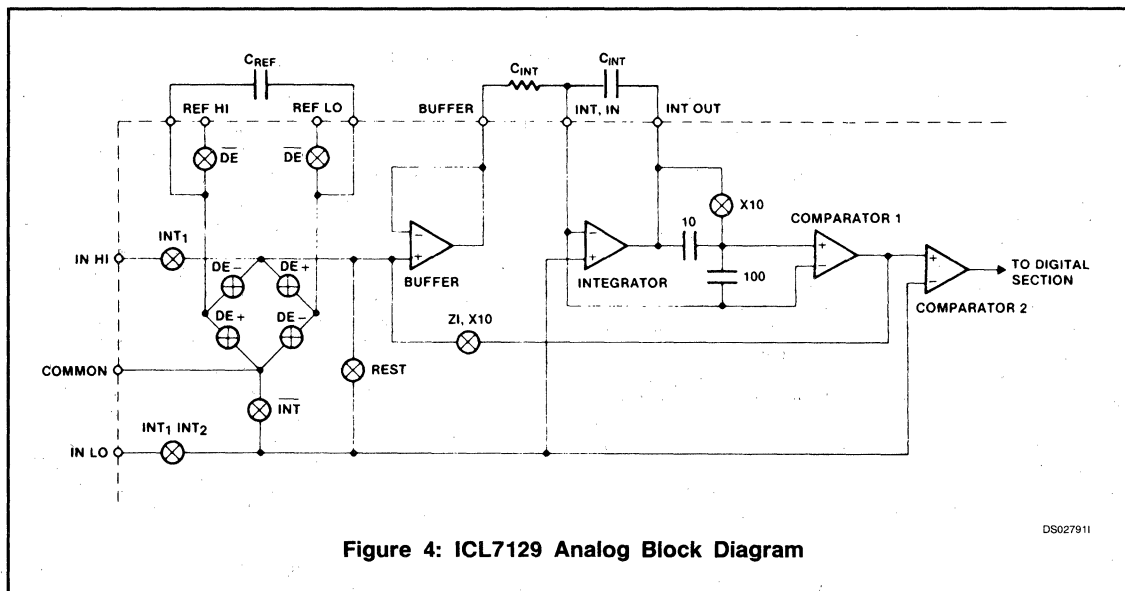 CREF
CINT
CINT
REF HI
REF LO
BUFFER
INT, IN
INT OUT
DE
DE
X10
COMPARATOR 1
10
INT1
IN HI
DE-
DE+
BUFFER
INTEGRATOR
100
TO DIGITAL
SECTION
COMPARATOR 2
DE+
DE-
ZI, X10
COMMON
REST
INT
INT1 INT2
IN LO
DS02791I
Figure 4: ICL7129 Analog Block Diagram